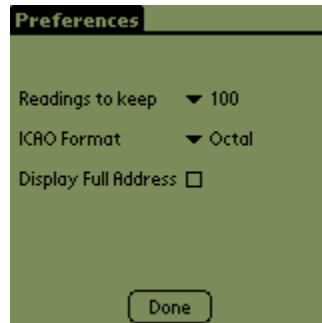 Preferences
Readings to keep 100
ICAO Format Octal
Display Full Address
Done